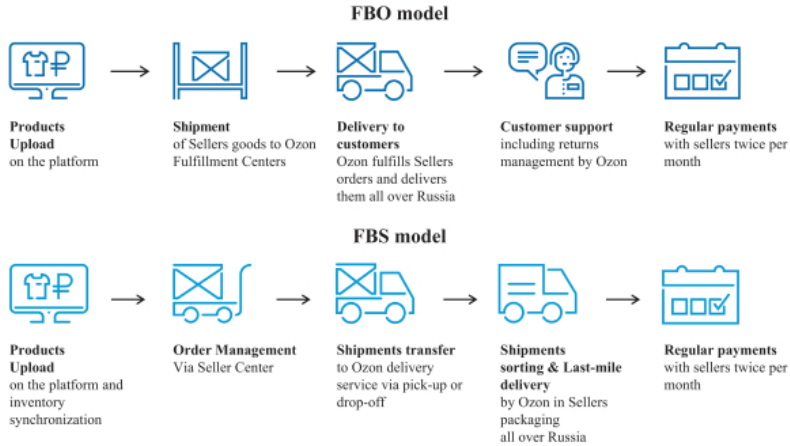 FBO model
Products
Upload
on the platform
Shipment
of Sellers goods to Ozon
Fulfillment Centers
Delivery to
customers
Ozon fulfills Sellers
orders and delivers
them all over Russia
Customer support
including returns
management by Ozon
Regular payments
with sellers twice per
month
FBS model
Products
Upload
on the platform and
inventory
synchronization
Order Management
Via Seller Center
Shipments transfer
to Ozon delivery
service via pick-up or
drop-off
Shipments
sorting & Last-mile
delivery
by Ozon in Sellers
packaging
all over Russia
Regular payments
with sellers twice per
month